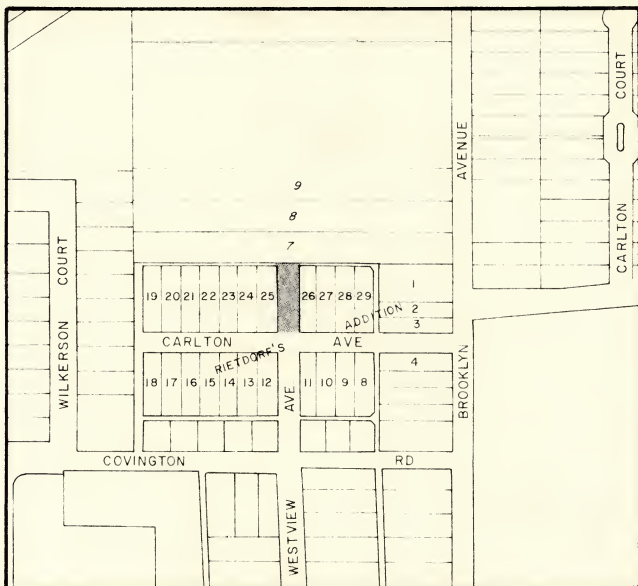 COURT
AVENUE
CARLTON
9
8
7
WILKERSON COURT
19 20 21 22 23 24 25 26 27 28 29
1
2
3
RIETDORF'S ADDITION
CARLTON AVE
18 17 16 15 14 13 12 11 10 9 8
4
BROOKLYN
AVE
COVINGTON RD
WESTVIEW